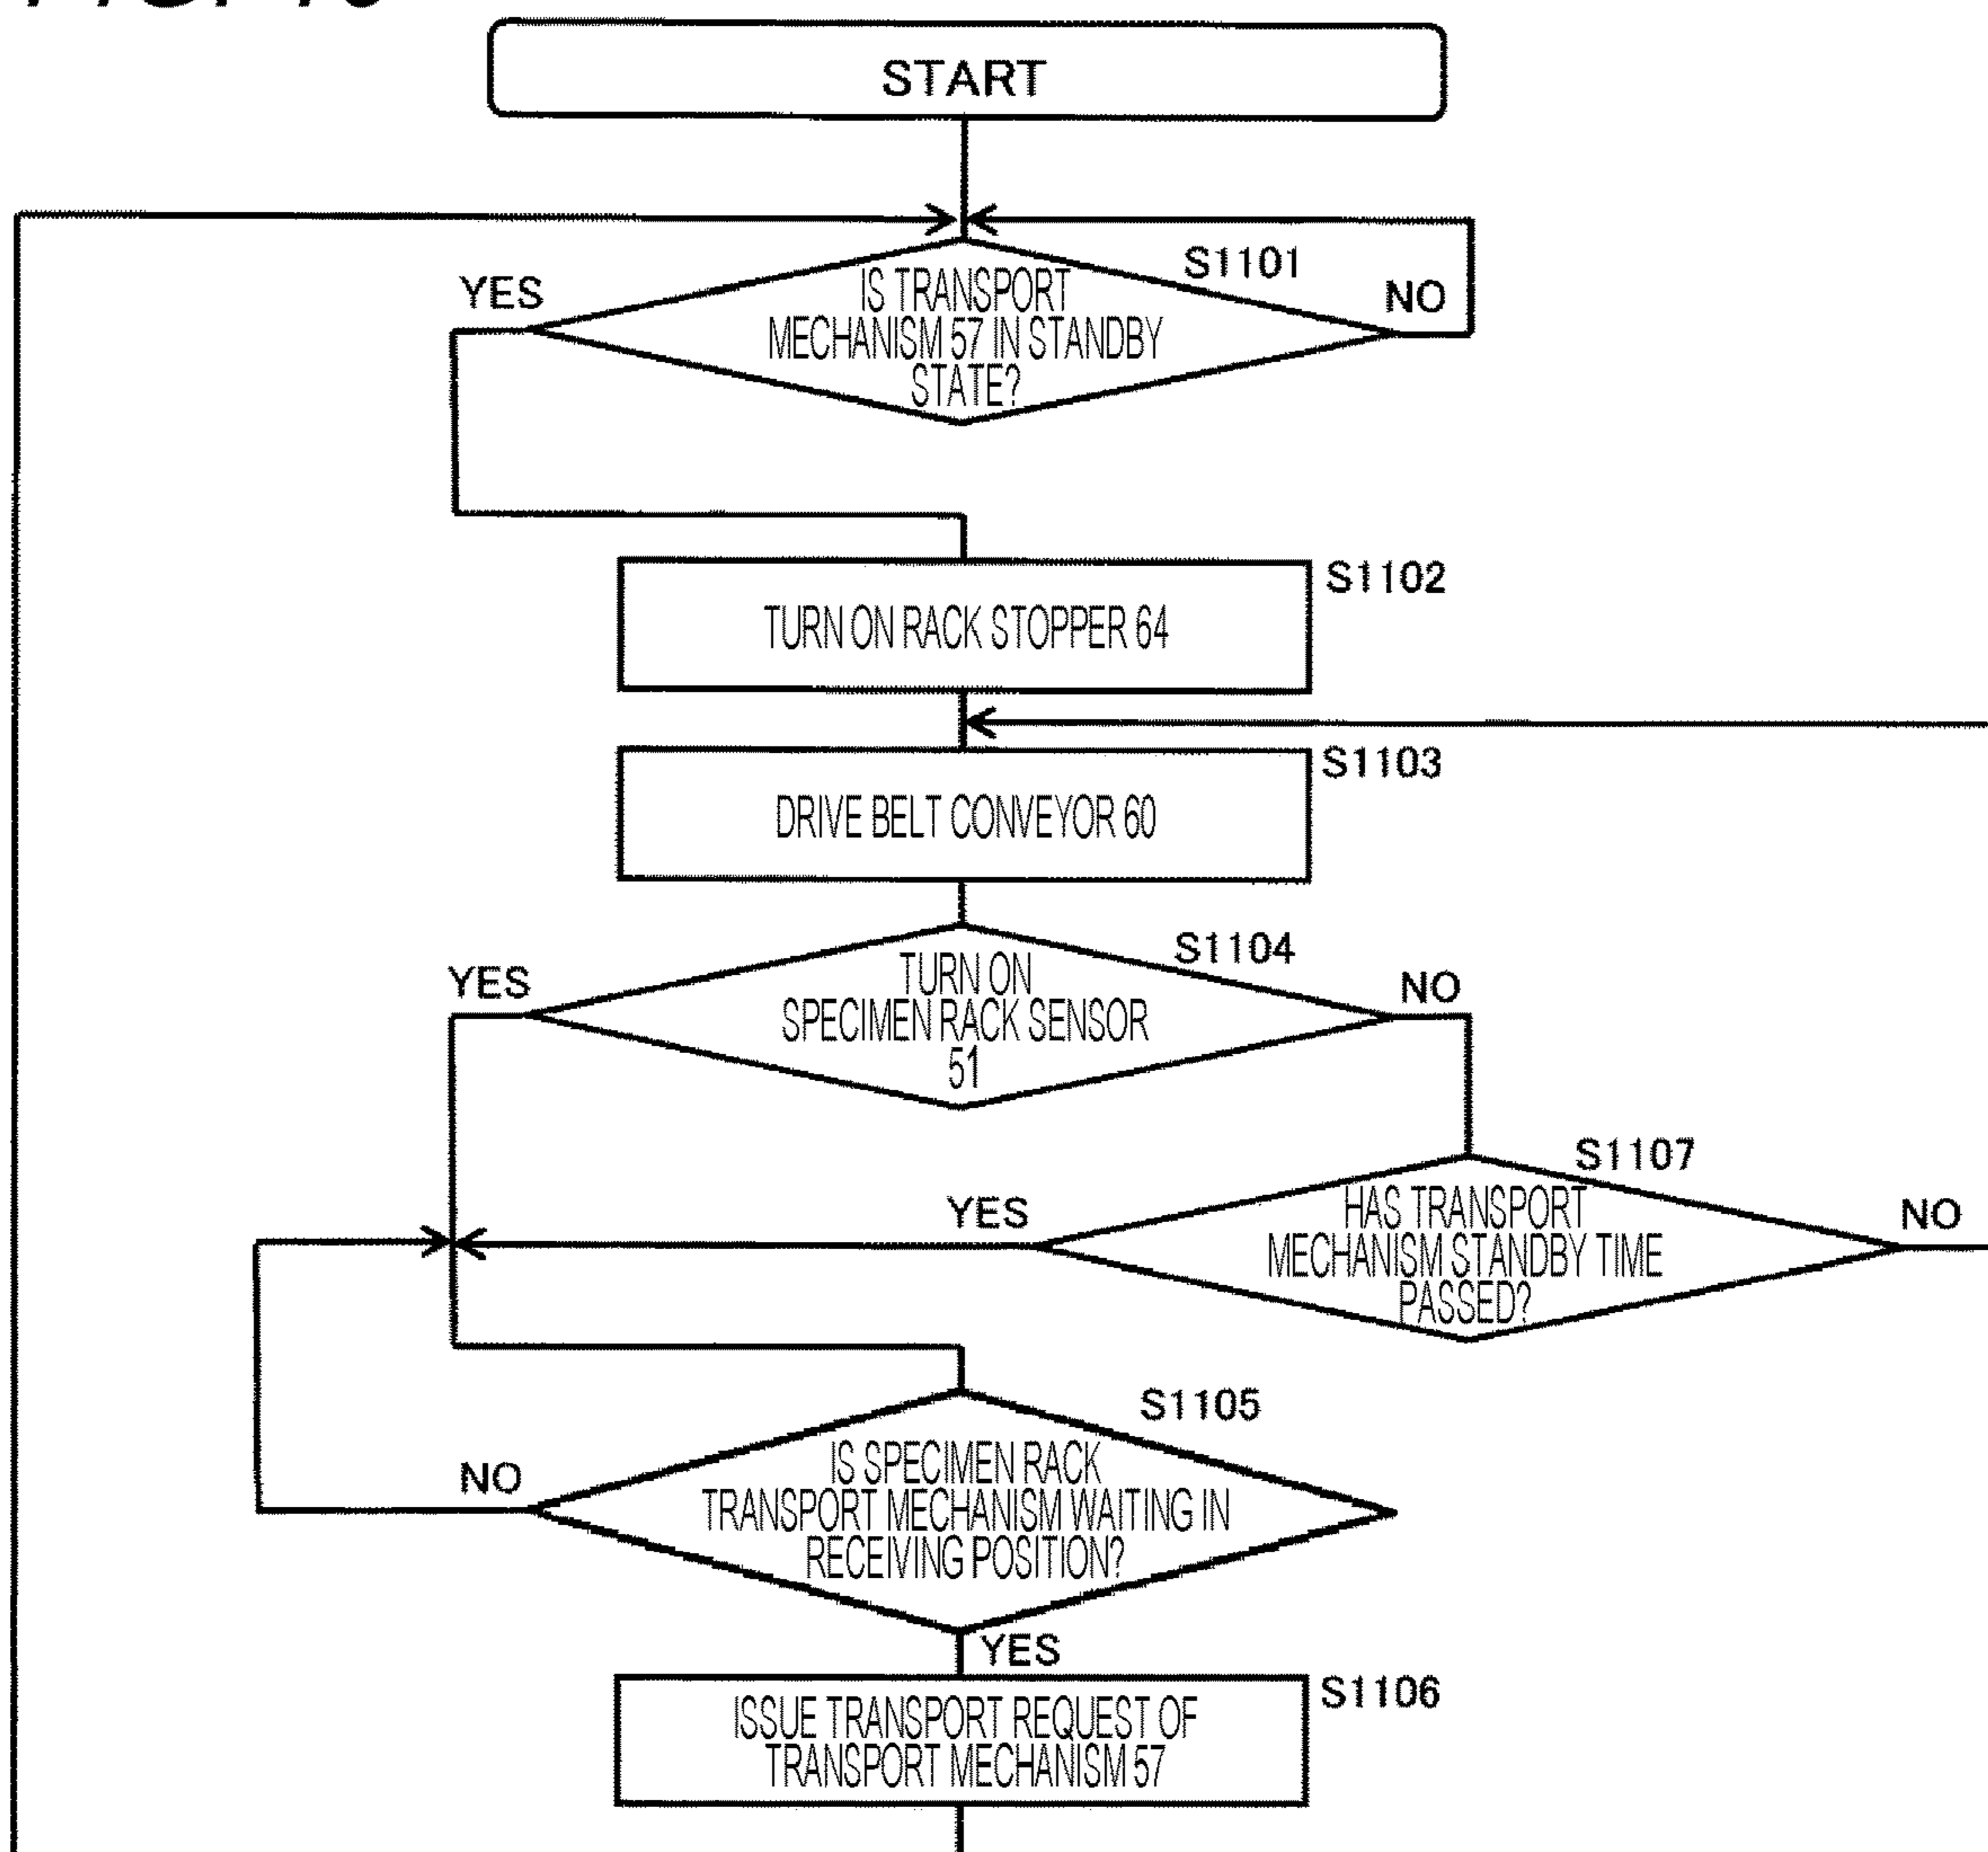 START
S1101
YES
NO
IS TRANSPORT
MECHANISM 57 IN STANDBY
STATE?
S1102
TURN ON RACK STOPPER 64
S1103
DRIVE BELT CONVEYOR 60
S1104
YES
NO
TURN ON
SPECIMEN RACK SENSOR
51
S1107
YES
NO
HAS TRANSPORT
MECHANISM STANDBY TIME
PASSED?
S1105
NO
IS SPECIMEN RACK
TRANSPORT MECHANISM WAITING IN
RECEIVING POSITION?
YES
S1106
ISSUE TRANSPORT REQUEST OF
TRANSPORT MECHANISM 57